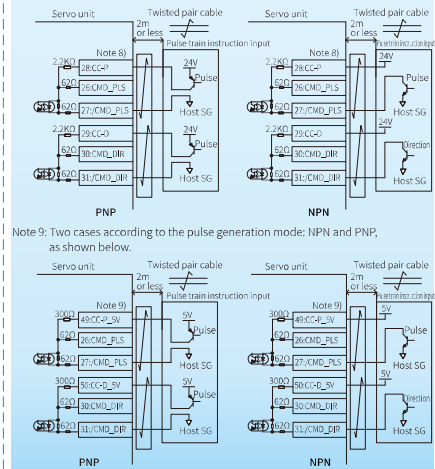 Servo unit
2m
or less
Twisted pair cable
Pulse train instruction input
Note 8)
2.2KΩ
28:CC-P
24V
Pulse
62Ω
26:CMD_PLS
62Ω
27:/CMD_PLS
Host SG
2.2KΩ
29:CC-D
24V
Pulse
62Ω
30:CMD_DIR
62Ω
31:/CMD_DIR
Host SG
PNP
Servo unit
2m
or less
Twisted pair cable
Note 8)
2.2KΩ
28:CC-P
24V
Pulse
62Ω
26:CMD_PLS
62Ω
27:/CMD_PLS
Host SG
2.2KΩ
29:CC-D
24V
Direction
62Ω
30:CMD_DIR
62Ω
31:/CMD_DIR
Host SG
NPN
Note 9: Two cases according to the pulse generation mode: NPN and PNP,
as shown below.
Servo unit
2m
or less
Twisted pair cable
Pulse train instruction input
Note 9)
300Ω
49:CC-P_5V
5V
Pulse
62Ω
26:CMD_PLS
62Ω
27:/CMD_PLS
Host SG
300Ω
50:CC-D_5V
5V
Pulse
62Ω
30:CMD_DIR
62Ω
31:/CMD_DIR
Host SG
PNP
Servo unit
2m
or less
Twisted pair cable
Note 9)
300Ω
49:CC-P_5V
5V
Pulse
62Ω
26:CMD_PLS
62Ω
27:/CMD_PLS
Host SG
300Ω
50:CC-D_5V
5V
Direction
62Ω
30:CMD_DIR
62Ω
31:/CMD_DIR
Host SG
NPN